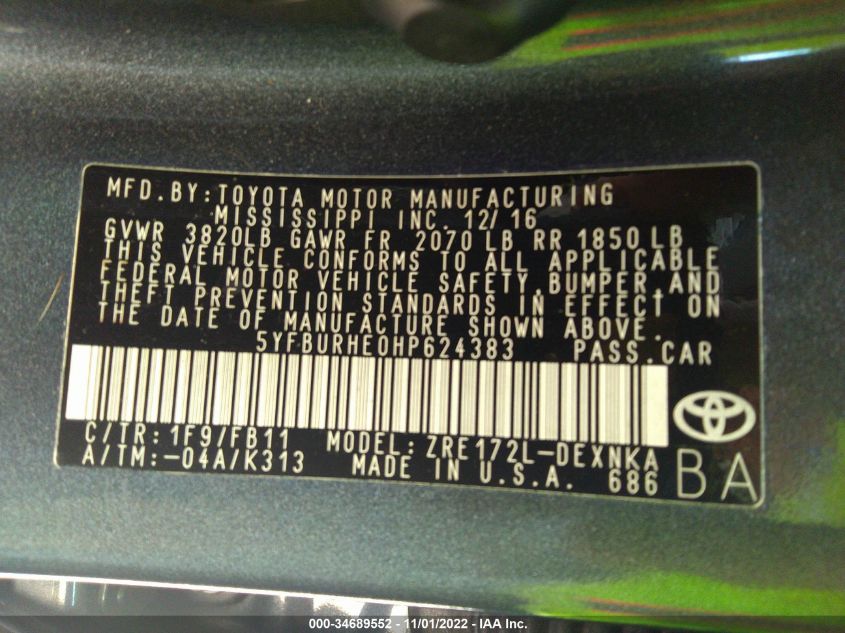 MFD.BY:TOYOTA MOTOR MANUFACTURING
MISSISSIPPI INC. 12/16
GVWR 3820LB GAWR FR 2070 LB RR 1850 LB
THIS VEHICLE CONFORMS TO ALL APPLICABLE
FEDERAL MOTOR VEHICLE SAFETY,BUMPER,AND
THEFT PREVENTION STANDARDS IN EFFECT ON
THE DATE OF MANUFACTURE SHOWN ABOVE.
5YFBURHE0HP624383 PASS.CAR
C/TR:1F9/FB11 MODEL:ZRE172L-DEXNKA
A/TM:-04A/K313 MADE IN U.S.A. 686
BA
000-34689552 - 11/01/2022 - IAA Inc.